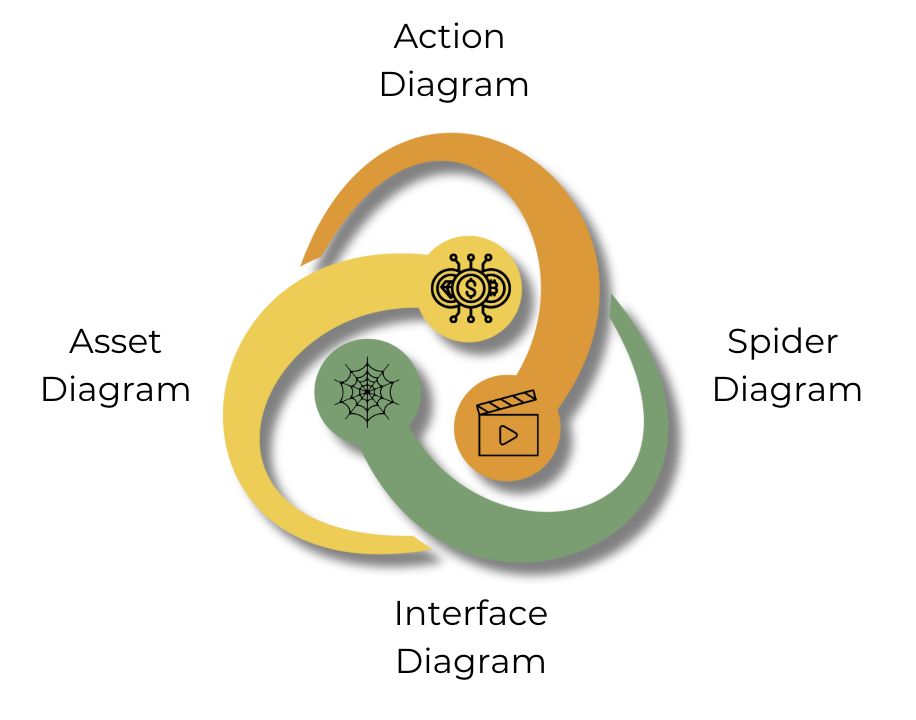 Action
Diagram
Asset
Diagram
Spider
Diagram
Interface
Diagram